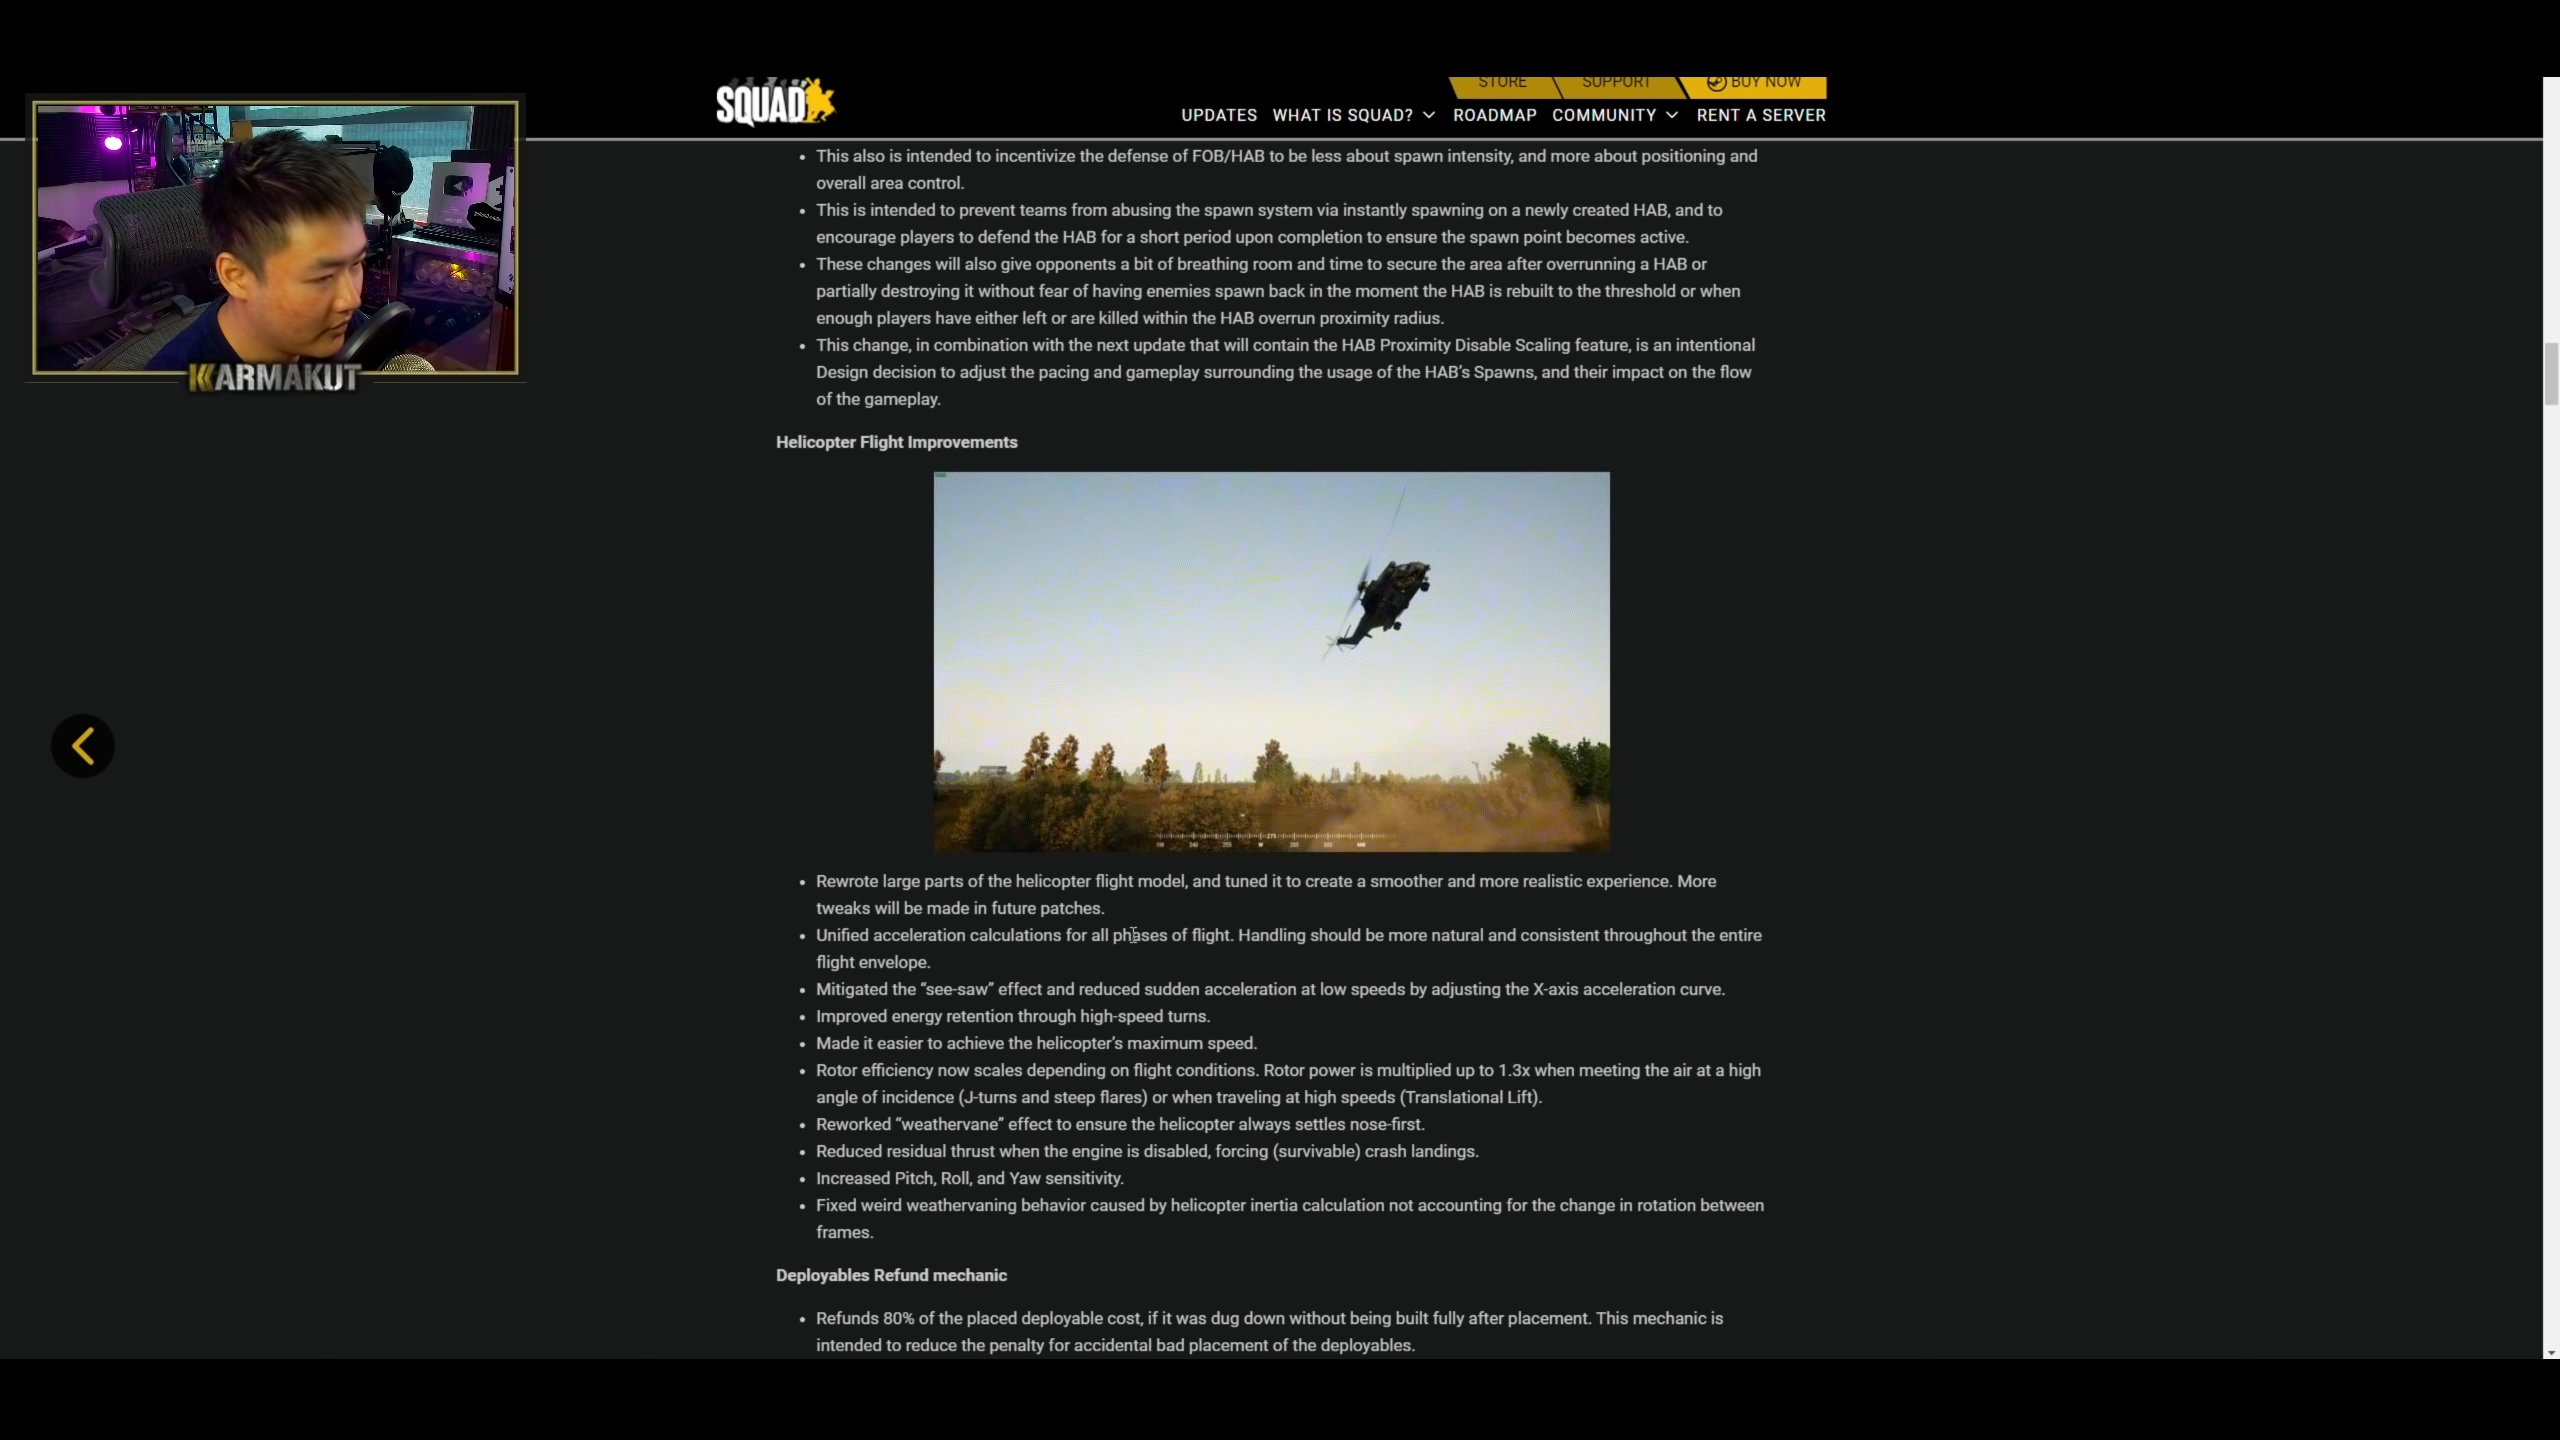 STORE SUPPORT BUY NOW
SQUAD
UPDATES WHAT IS SQUAD? ROADMAP COMMUNITY RENT A SERVER
KARMAKUT
• This also is intended to incentivize the defense of FOB/HAB to be less about spawn intensity, and more about positioning and
overall area control.
• This is intended to prevent teams from abusing the spawn system via instantly spawning on a newly created HAB, and to
encourage players to defend the HAB for a short period upon completion to ensure the spawn point becomes active.
• These changes will also give opponents a bit of breathing room and time to secure the area after overrunning a HAB or
partially destroying it without fear of having enemies spawn back in the moment the HAB is rebuilt to the threshold or when
enough players have either left or are killed within the HAB overrun proximity radius.
• This change, in combination with the next update that will contain the HAB Proximity Disable Scaling feature, is an intentional
Design decision to adjust the pacing and gameplay surrounding the usage of the HAB’s Spawns, and their impact on the flow
of the gameplay.
Helicopter Flight Improvements
• Rewrote large parts of the helicopter flight model, and tuned it to create a smoother and more realistic experience. More
tweaks will be made in future patches.
• Unified acceleration calculations for all phases of flight. Handling should be more natural and consistent throughout the entire
flight envelope.
• Mitigated the “see-saw” effect and reduced sudden acceleration at low speeds by adjusting the X-axis acceleration curve.
• Improved energy retention through high-speed turns.
• Made it easier to achieve the helicopter’s maximum speed.
• Rotor efficiency now scales depending on flight conditions. Rotor power is multiplied up to 1.3x when meeting the air at a high
angle of incidence (J-turns and steep flares) or when traveling at high speeds (Translational Lift).
• Reworked “weathervane” effect to ensure the helicopter always settles nose-first.
• Reduced residual thrust when the engine is disabled, forcing (survivable) crash landings.
• Increased Pitch, Roll, and Yaw sensitivity.
• Fixed weird weathervaning behavior caused by helicopter inertia calculation not accounting for the change in rotation between
frames.
Deployables Refund mechanic
• Refunds 80% of the placed deployable cost, if it was dug down without being built fully after placement. This mechanic is
intended to reduce the penalty for accidental bad placement of the deployables.